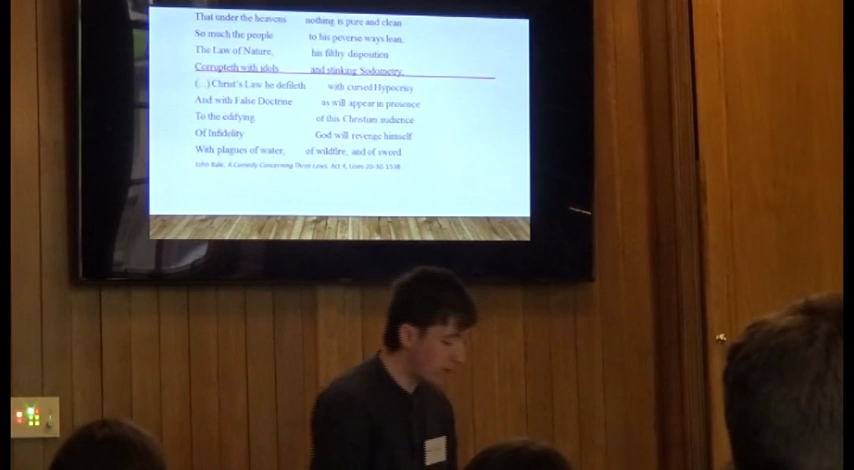 That under the heavens nothing is pure and clean
So much the people to his peverse ways lean.
The Law of Nature, his filthy disposition
Corrupteth with idols and stinking Sodometry,
(...) Christ's Law he defileth with cursed Hypocrisy
And with False Doctrine as will appear in presence
To the edifying of this Christian audience
Of Infidelity God will revenge himself
With plagues of water, of wildfire, and of sword
John Bale, A Comedy Concerning Three Laws. Act 4, Lines 20-30. 1538